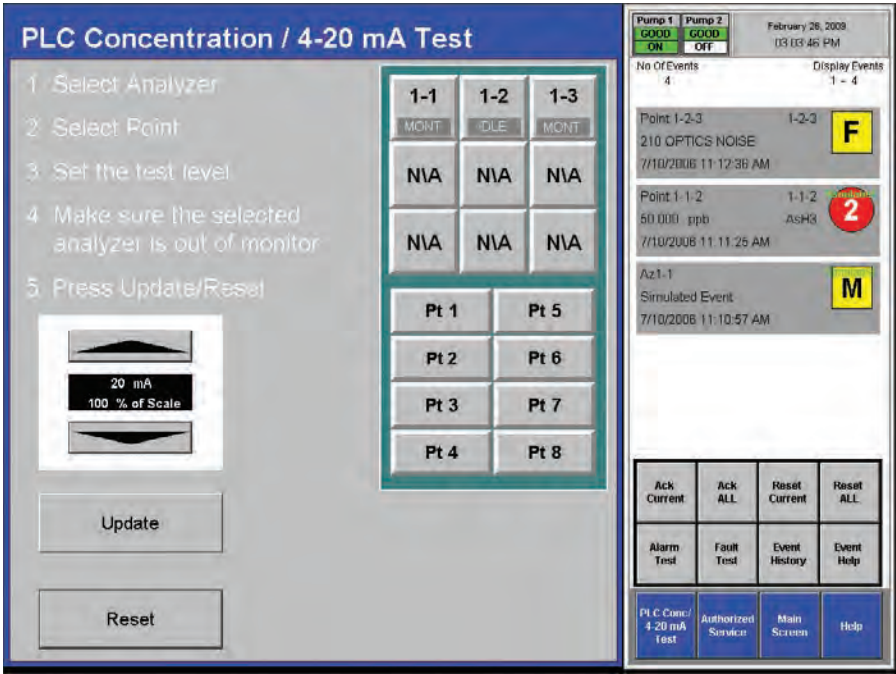 PLC Concentration / 4-20 mA Test
1. Select Analyzer
2. Select Point
3. Set the test level
4. Make sure the selected
analyzer is out of monitor
5. Press Update/Reset
20 mA
100 % of Scale
Update
Reset
1-1 1-2 1-3
MONT IDLE MONT
N\A N\A N\A
N\A N\A N\A
Pt 1 Pt 5
Pt 2 Pt 6
Pt 3 Pt 7
Pt 4 Pt 8
Pump 1 Pump 2
GOOD GOOD
ON OFF
February 26, 2009
03:03:46 PM
No Of Events Display Events
4 1 - 4
Point 1-2-3 1-2-3
210 OPTICS NOISE
7/10/2006 11:12:36 AM
F
Point 1-1-2 1-1-2
50.000 ppb AsH3
7/10/2006 11:11:25 AM
2
Az1-1
Simulated Event
7/10/2006 11:10:57 AM
M
Ack Current
Ack ALL
Reset Current
Reset ALL
Alarm Test
Fault Test
Event History
Event Help
PLC Conc/ 4-20 mA Test
Authorized Service
Main Screen
Help